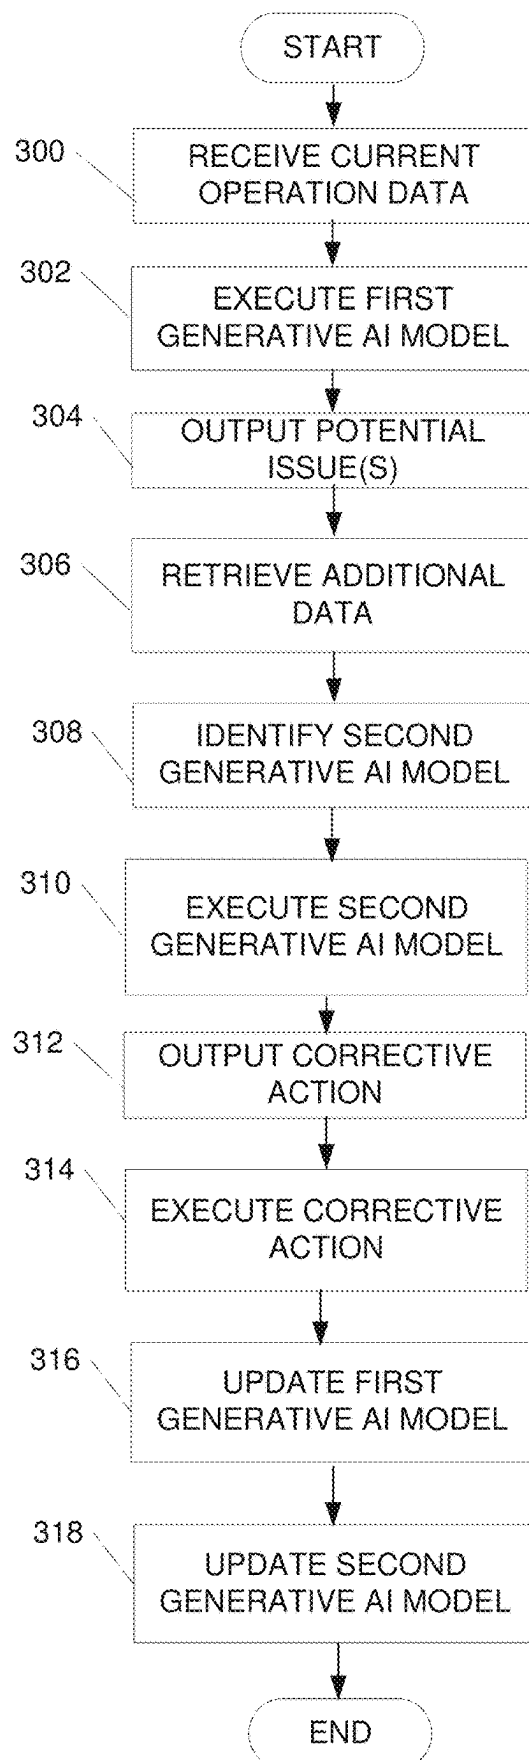 START
300
RECEIVE CURRENT
OPERATION DATA
302
EXECUTE FIRST
GENERATIVE AI MODEL
304
OUTPUT POTENTIAL
ISSUE(S)
306
RETRIEVE ADDITIONAL
DATA
308
IDENTIFY SECOND
GENERATIVE AI MODEL
310
EXECUTE SECOND
GENERATIVE AI MODEL
312
OUTPUT CORRECTIVE
ACTION
314
EXECUTE CORRECTIVE
ACTION
316
UPDATE FIRST
GENERATIVE AI MODEL
318
UPDATE SECOND
GENERATIVE AI MODEL
END